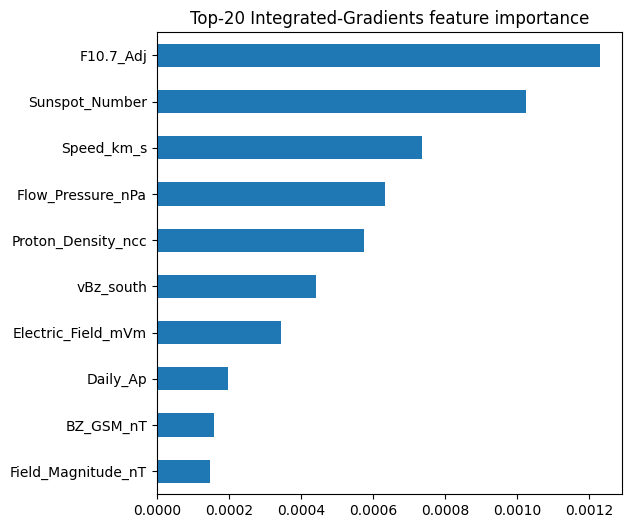 Top-20 Integrated-Gradients feature importance
F10.7_Adj
Sunspot_Number
Speed_km_s
Flow_Pressure_nPa
Proton_Density_ncc
vBz_south
Electric_Field_mVm
Daily_Ap
BZ_GSM_nT
Field_Magnitude_nT
0.0000 0.0002 0.0004 0.0006 0.0008 0.0010 0.0012